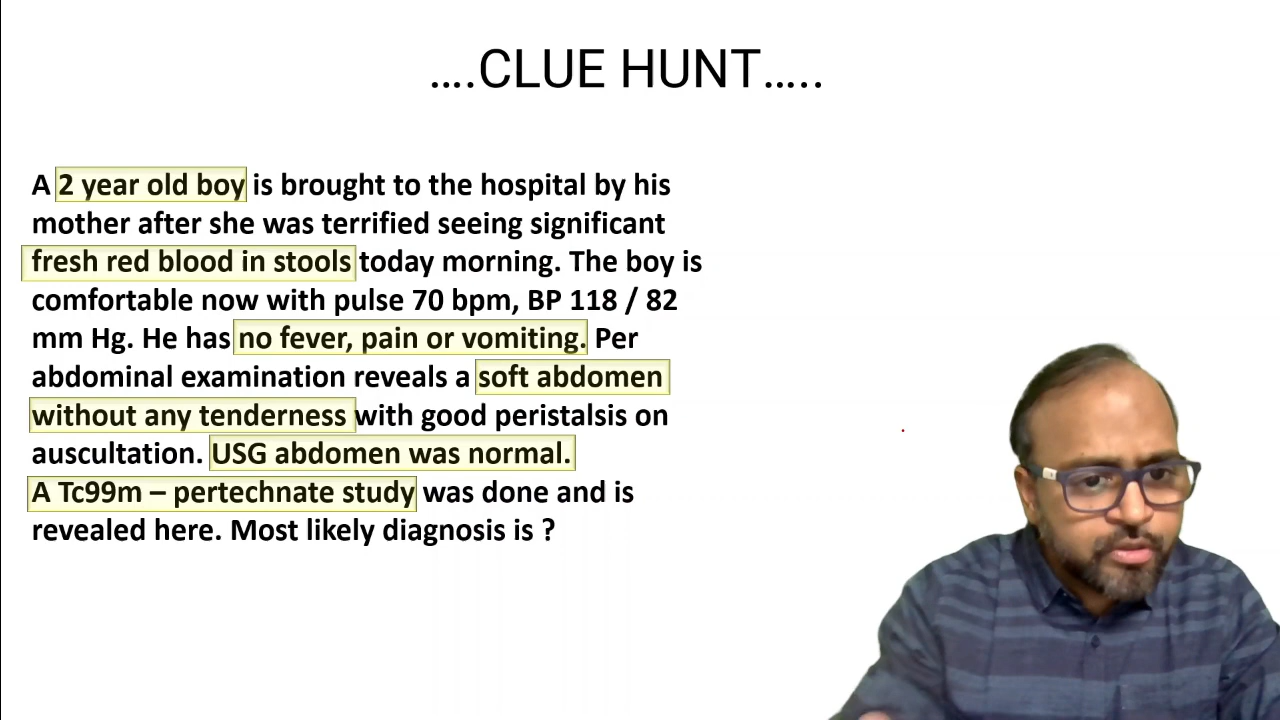 ....CLUE HUNT.....
A 2 year old boy is brought to the hospital by his
mother after she was terrified seeing significant
fresh red blood in stools today morning. The boy is
comfortable now with pulse 70 bpm, BP 118 / 82
mm Hg. He has no fever, pain or vomiting. Per
abdominal examination reveals a soft abdomen
without any tenderness with good peristalsis on
auscultation. USG abdomen was normal.
A Tc99m – pertechnate study was done and is
revealed here. Most likely diagnosis is ?